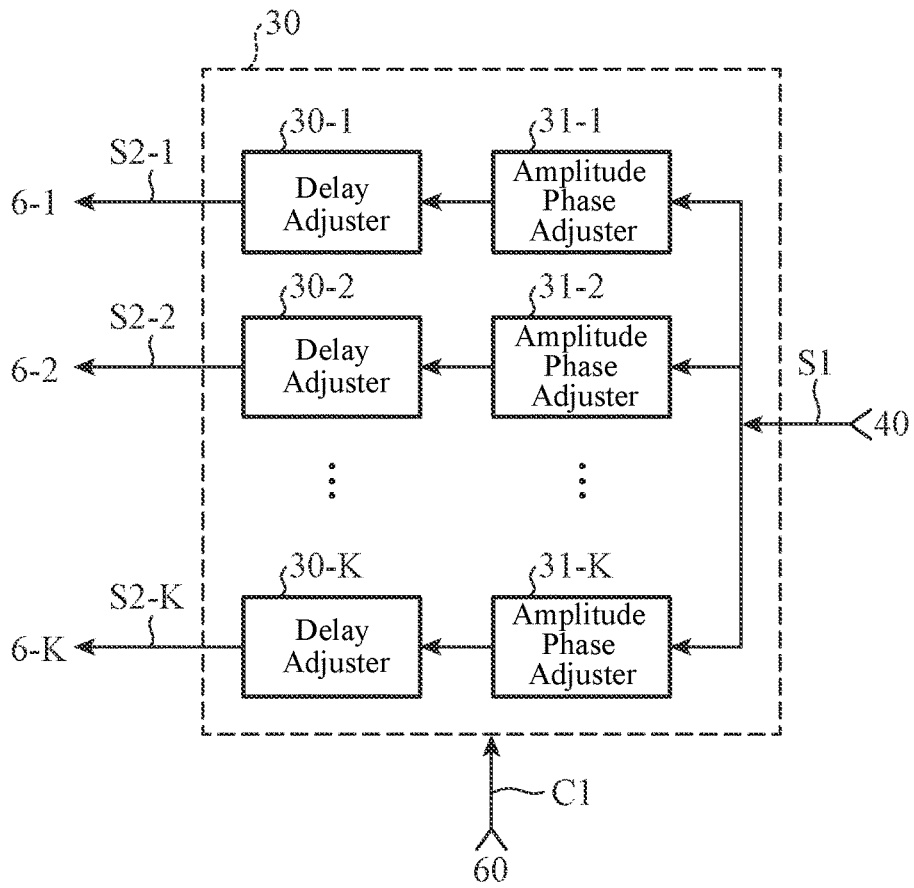 30
30-1
31-1
S2-1
6-1
Delay
Adjuster
Amplitude
Phase
Adjuster
30-2
31-2
S2-2
6-2
Delay
Adjuster
Amplitude
Phase
Adjuster
S1
40
30-K
31-K
S2-K
6-K
Delay
Adjuster
Amplitude
Phase
Adjuster
C1
60